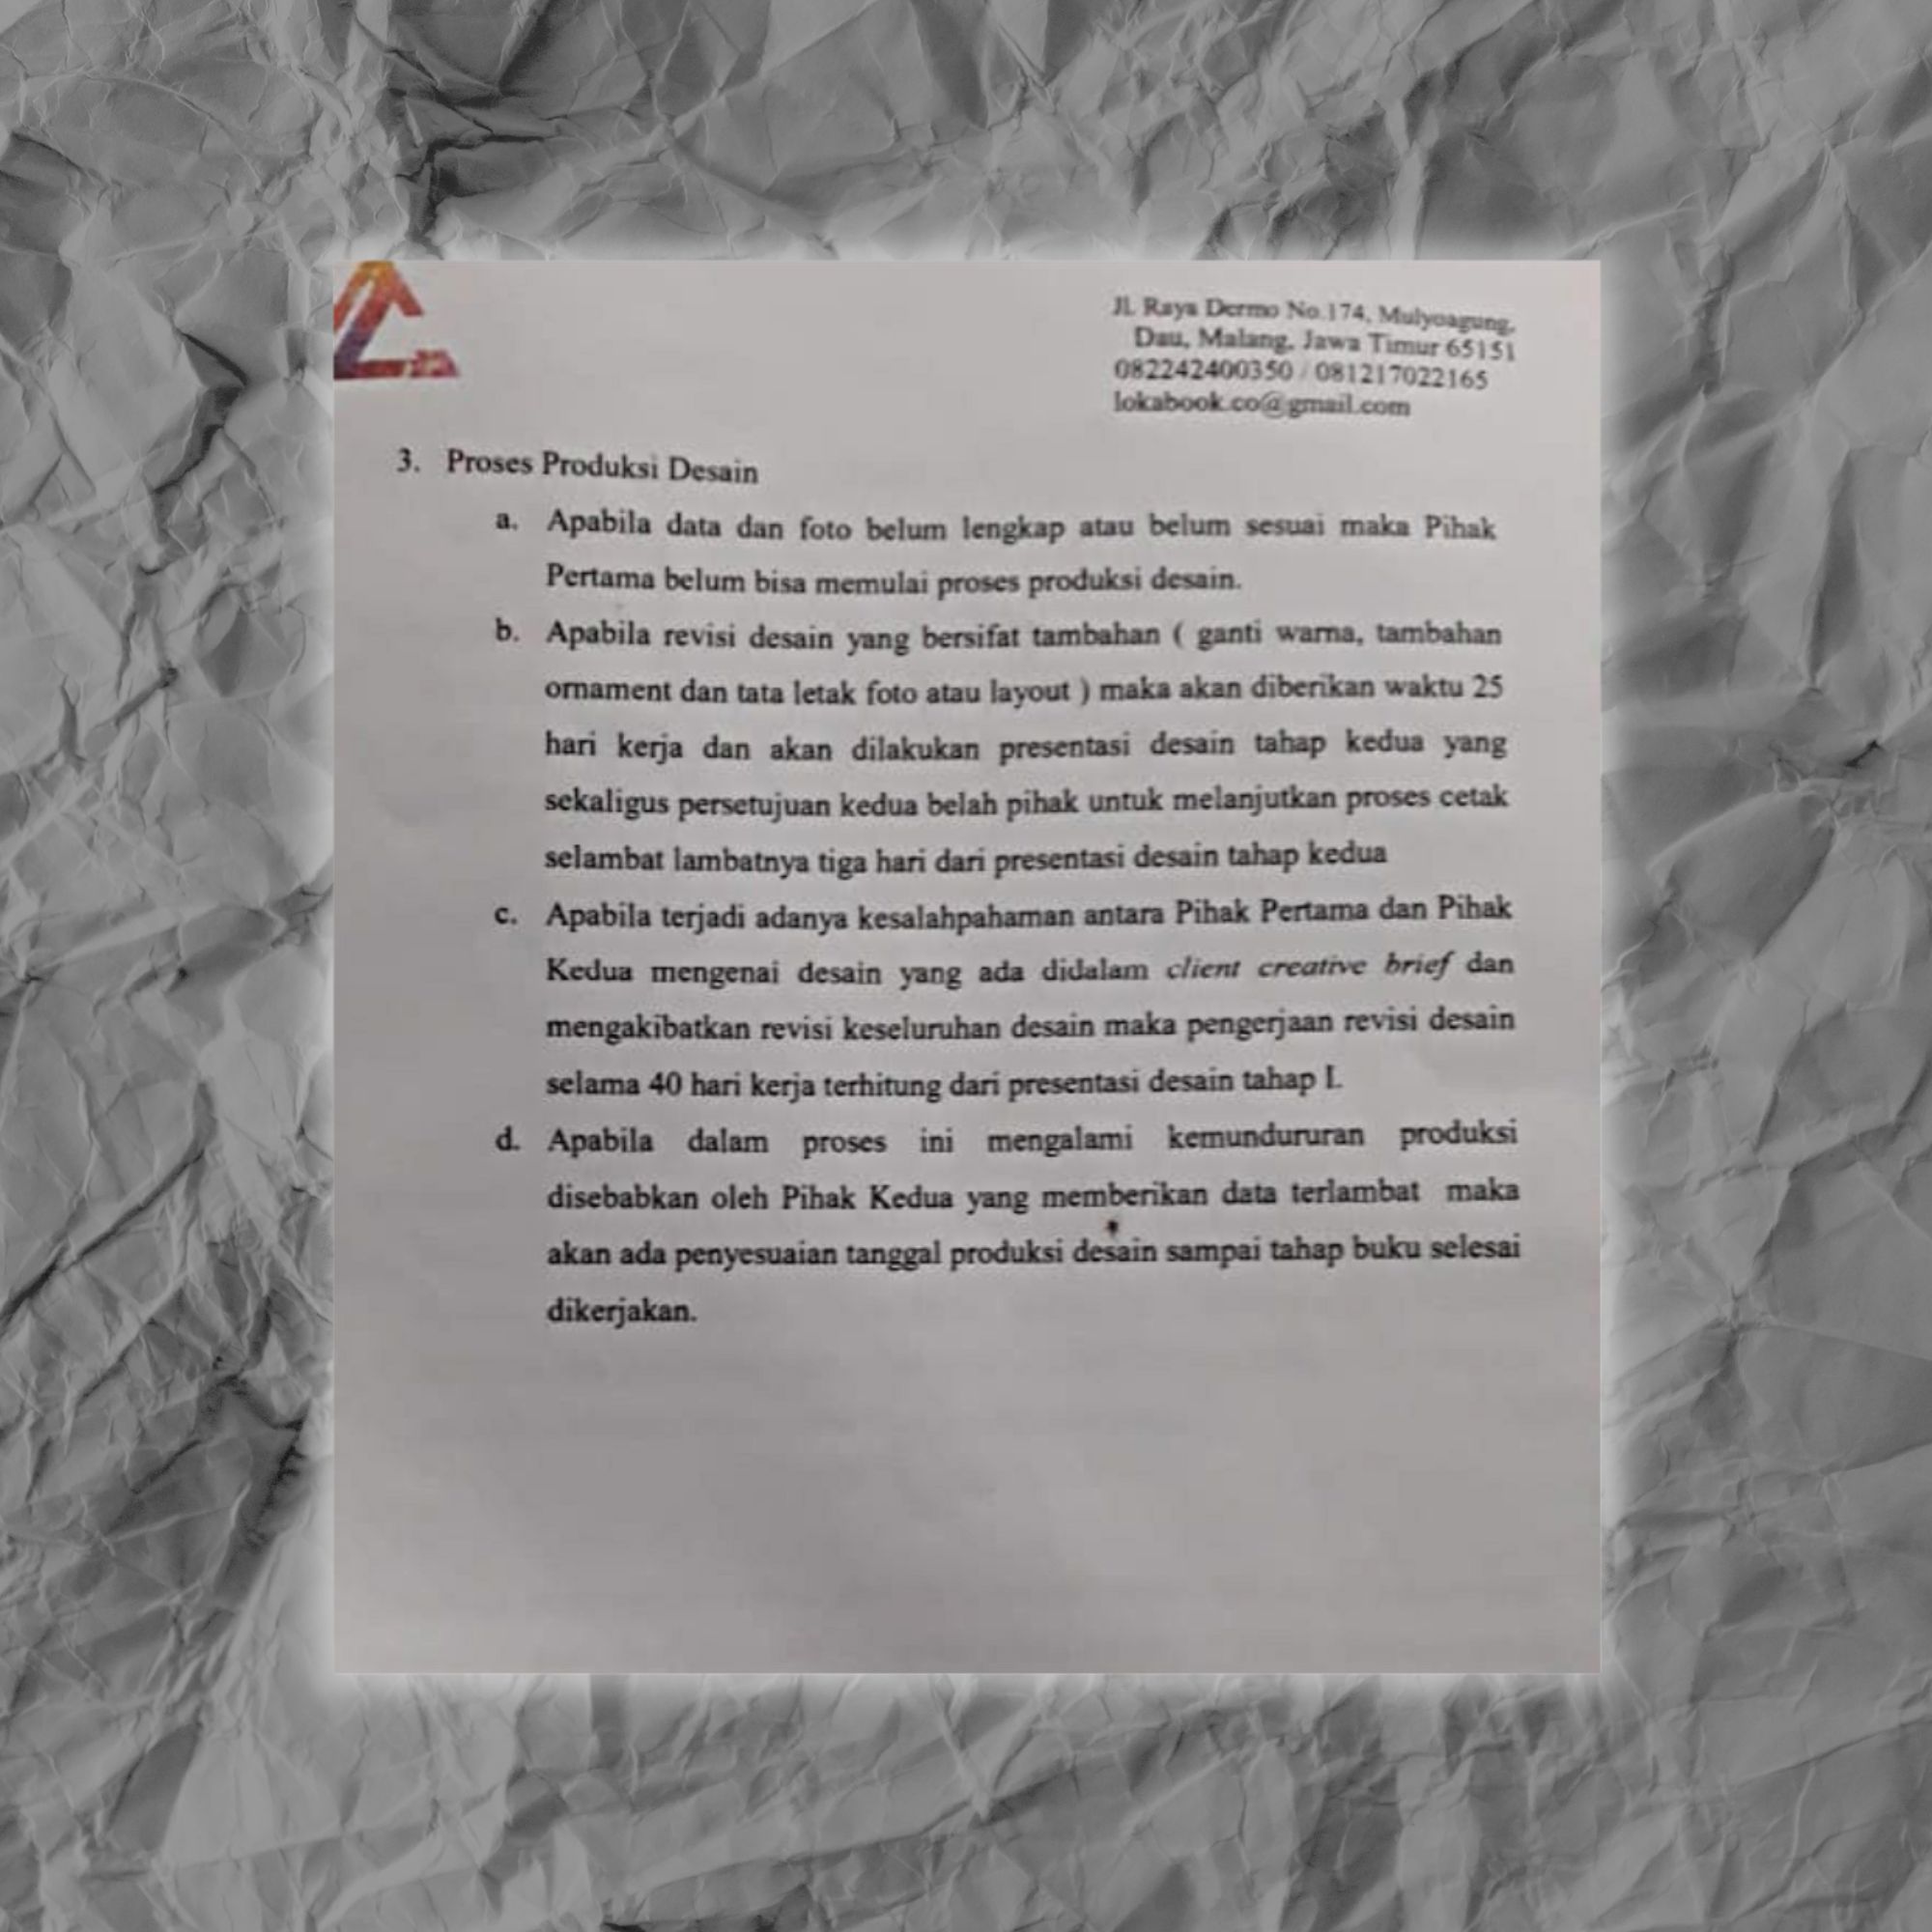 Jl. Raya Dermo No.174, Mulyoagung,
Dau, Malang, Jawa Timur 65151
082242400350 / 081217022165
lokabook.co@gmail.com
3. Proses Produksi Desain
a. Apabila data dan foto belum lengkap atau belum sesuai maka Pihak
Pertama belum bisa memulai proses produksi desain.
b. Apabila revisi desain yang bersifat tambahan ( ganti warna, tambahan
ornament dan tata letak foto atau layout ) maka akan diberikan waktu 25
hari kerja dan akan dilakukan presentasi desain tahap kedua yang
sekaligus persetujuan kedua belah pihak untuk melanjutkan proses cetak
selambat lambatnya tiga hari dari presentasi desain tahap kedua
c. Apabila terjadi adanya kesalahpahaman antara Pihak Pertama dan Pihak
Kedua mengenai desain yang ada didalam client creative brief dan
mengakibatkan revisi keseluruhan desain maka pengerjaan revisi desain
selama 40 hari kerja terhitung dari presentasi desain tahap I.
d. Apabila dalam proses ini mengalami kemundururan produksi
disebabkan oleh Pihak Kedua yang memberikan data terlambat maka
akan ada penyesuaian tanggal produksi desain sampai tahap buku selesai
dikerjakan.